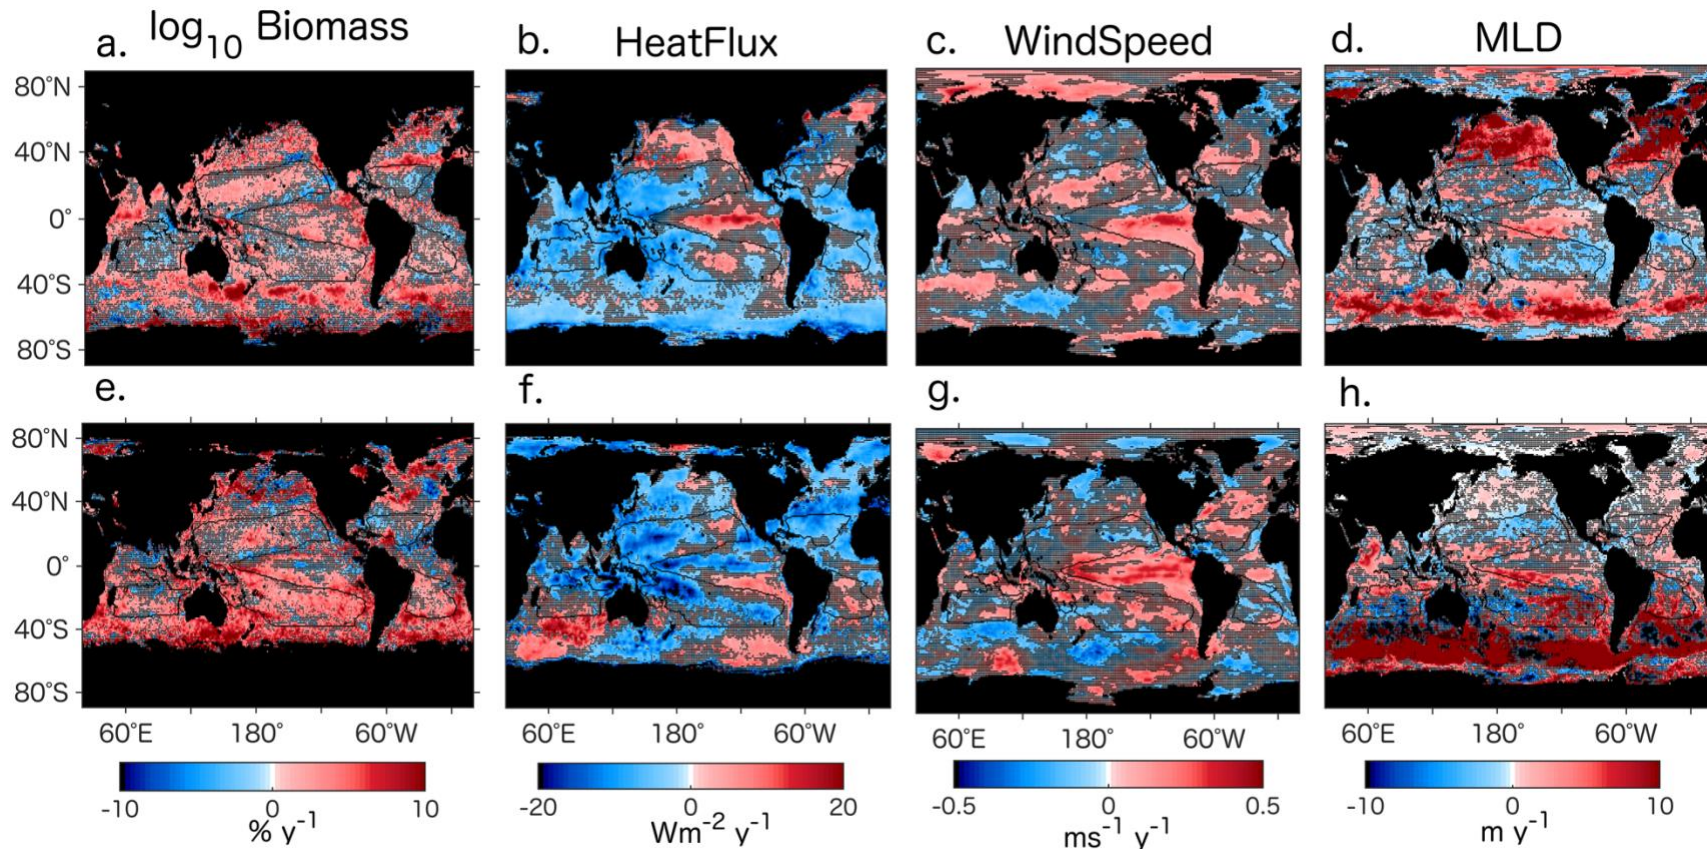 a. log₁₀ Biomass
b. HeatFlux
c. WindSpeed
d. MLD
80°N
40°N
0°
40°S
80°S
e.
f.
g.
h.
80°N
40°N
0°
40°S
80°S
60°E 180° 60°W
60°E 180° 60°W
60°E 180° 60°W
60°E 180° 60°W
-10 0 10
% y⁻¹
-20 0 20
Wm⁻² y⁻¹
-0.5 0 0.5
ms⁻¹ y⁻¹
-10 0 10
m y⁻¹